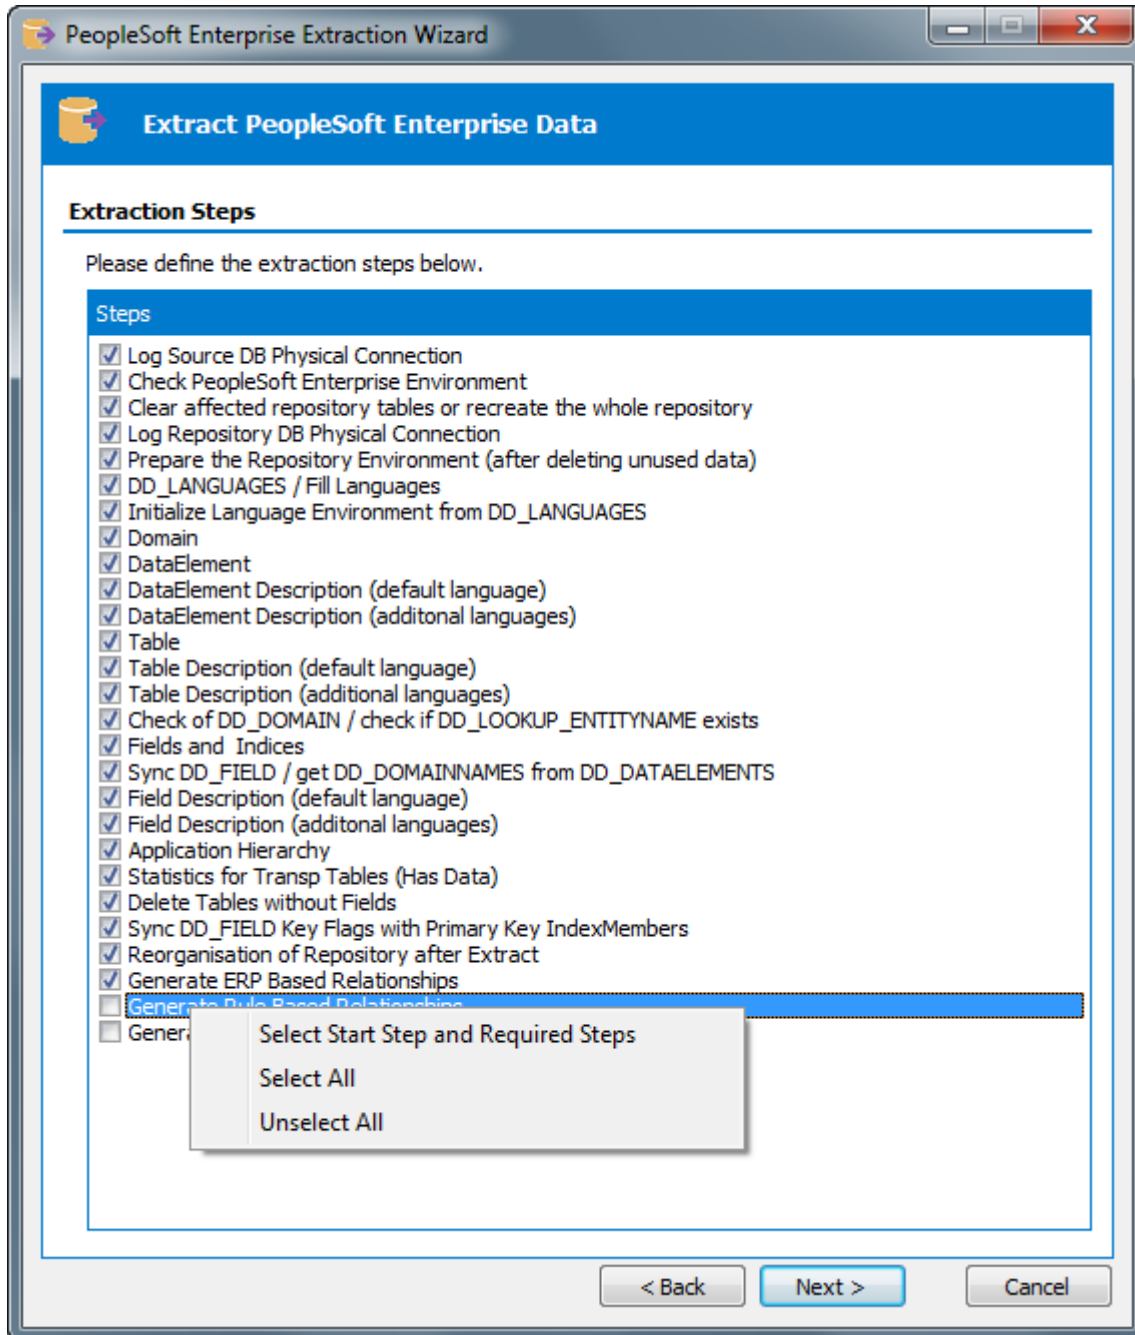 PeopleSoft Enterprise Extraction Wizard
Extract PeopleSoft Enterprise Data
Extraction Steps
Please define the extraction steps below.
Steps
Log Source DB Physical Connection
Check PeopleSoft Enterprise Environment
Clear affected repository tables or recreate the whole repository
Log Repository DB Physical Connection
Prepare the Repository Environment (after deleting unused data)
DD_LANGUAGES / Fill Languages
Initialize Language Environment from DD_LANGUAGES
Domain
DataElement
DataElement Description (default language)
DataElement Description (additonal languages)
Table
Table Description (default language)
Table Description (additional languages)
Check of DD_DOMAIN / check if DD_LOOKUP_ENTITYNAME exists
Fields and  Indices
Sync DD_FIELD / get DD_DOMAINNAMES from DD_DATAELEMENTS
Field Description (default language)
Field Description (additonal languages)
Application Hierarchy
Statistics for Transp Tables (Has Data)
Delete Tables without Fields
Sync DD_FIELD Key Flags with Primary Key IndexMembers
Reorganisation of Repository after Extract
Generate ERP Based Relationships
Generate Rule Based Relationships
Select Start Step and Required Steps
Select All
Unselect All
< Back
Next >
Cancel